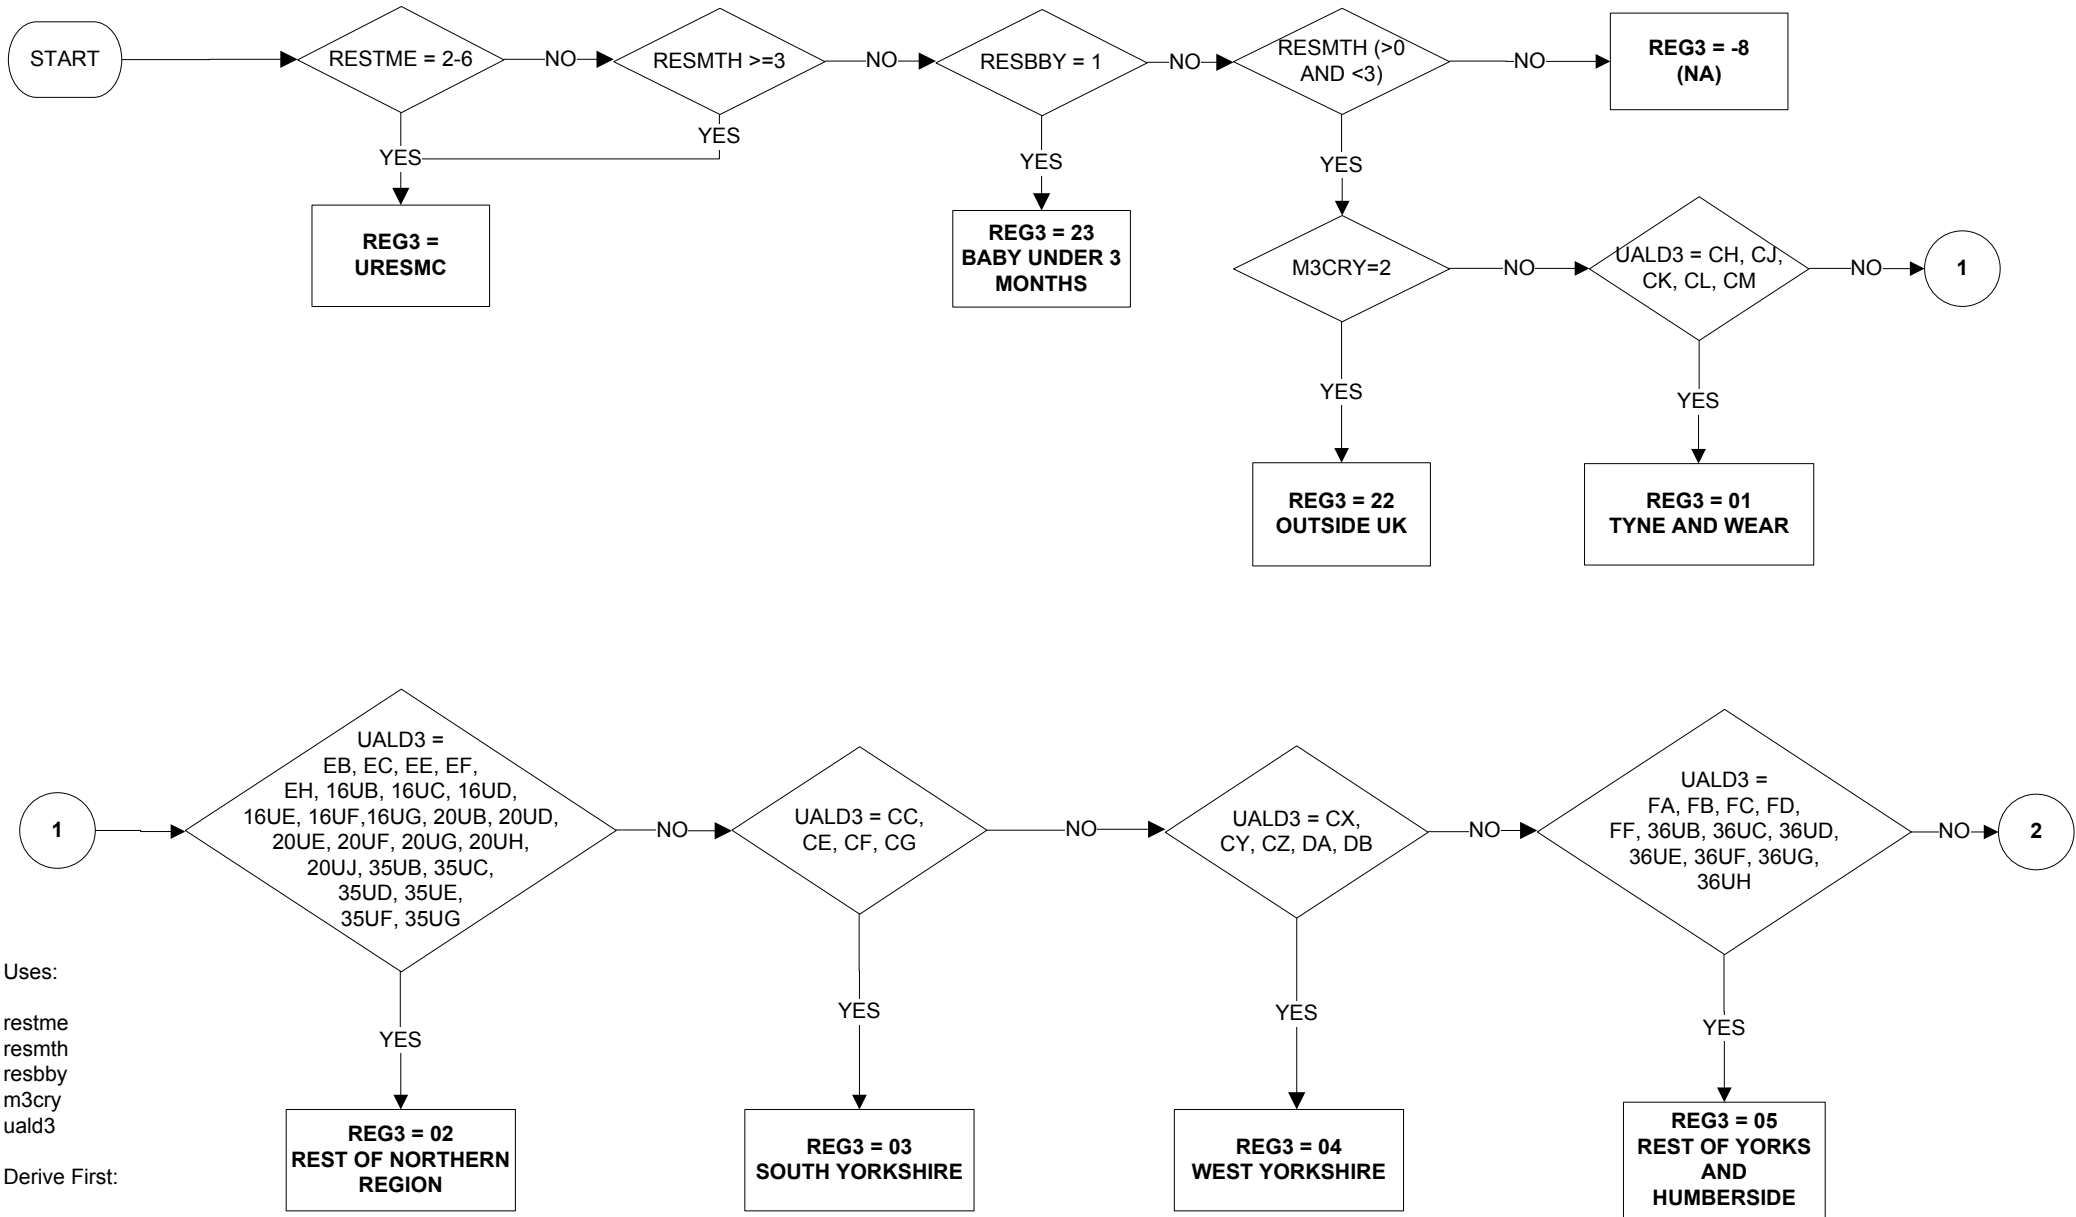 START
RESTME = 2-6
NO
RESMTH >=3
NO
RESBBY = 1
NO
RESMTH (>0
AND <3)
NO
REG3 = -8
(NA)
YES
YES
YES
YES
REG3 =
URESMC
REG3 = 23
BABY UNDER 3
MONTHS
M3CRY=2
NO
UALD3 = CH, CJ,
CK, CL, CM
NO
1
YES
YES
REG3 = 22
OUTSIDE UK
REG3 = 01
TYNE AND WEAR
1
UALD3 =
EB, EC, EE, EF,
EH, 16UB, 16UC, 16UD,
16UE, 16UF,16UG, 20UB, 20UD,
20UE, 20UF, 20UG, 20UH,
20UJ, 35UB, 35UC,
35UD, 35UE,
35UF, 35UG
NO
UALD3 = CC,
CE, CF, CG
NO
UALD3 = CX,
CY, CZ, DA, DB
NO
UALD3 =
FA, FB, FC, FD,
FF, 36UB, 36UC, 36UD,
36UE, 36UF, 36UG,
36UH
NO
2
YES
YES
YES
YES
REG3 = 02
REST OF NORTHERN
REGION
REG3 = 03
SOUTH YORKSHIRE
REG3 = 04
WEST YORKSHIRE
REG3 = 05
REST OF YORKS
AND
HUMBERSIDE
Uses:
restme
resmth
resbby
m3cry
uald3
Derive First: